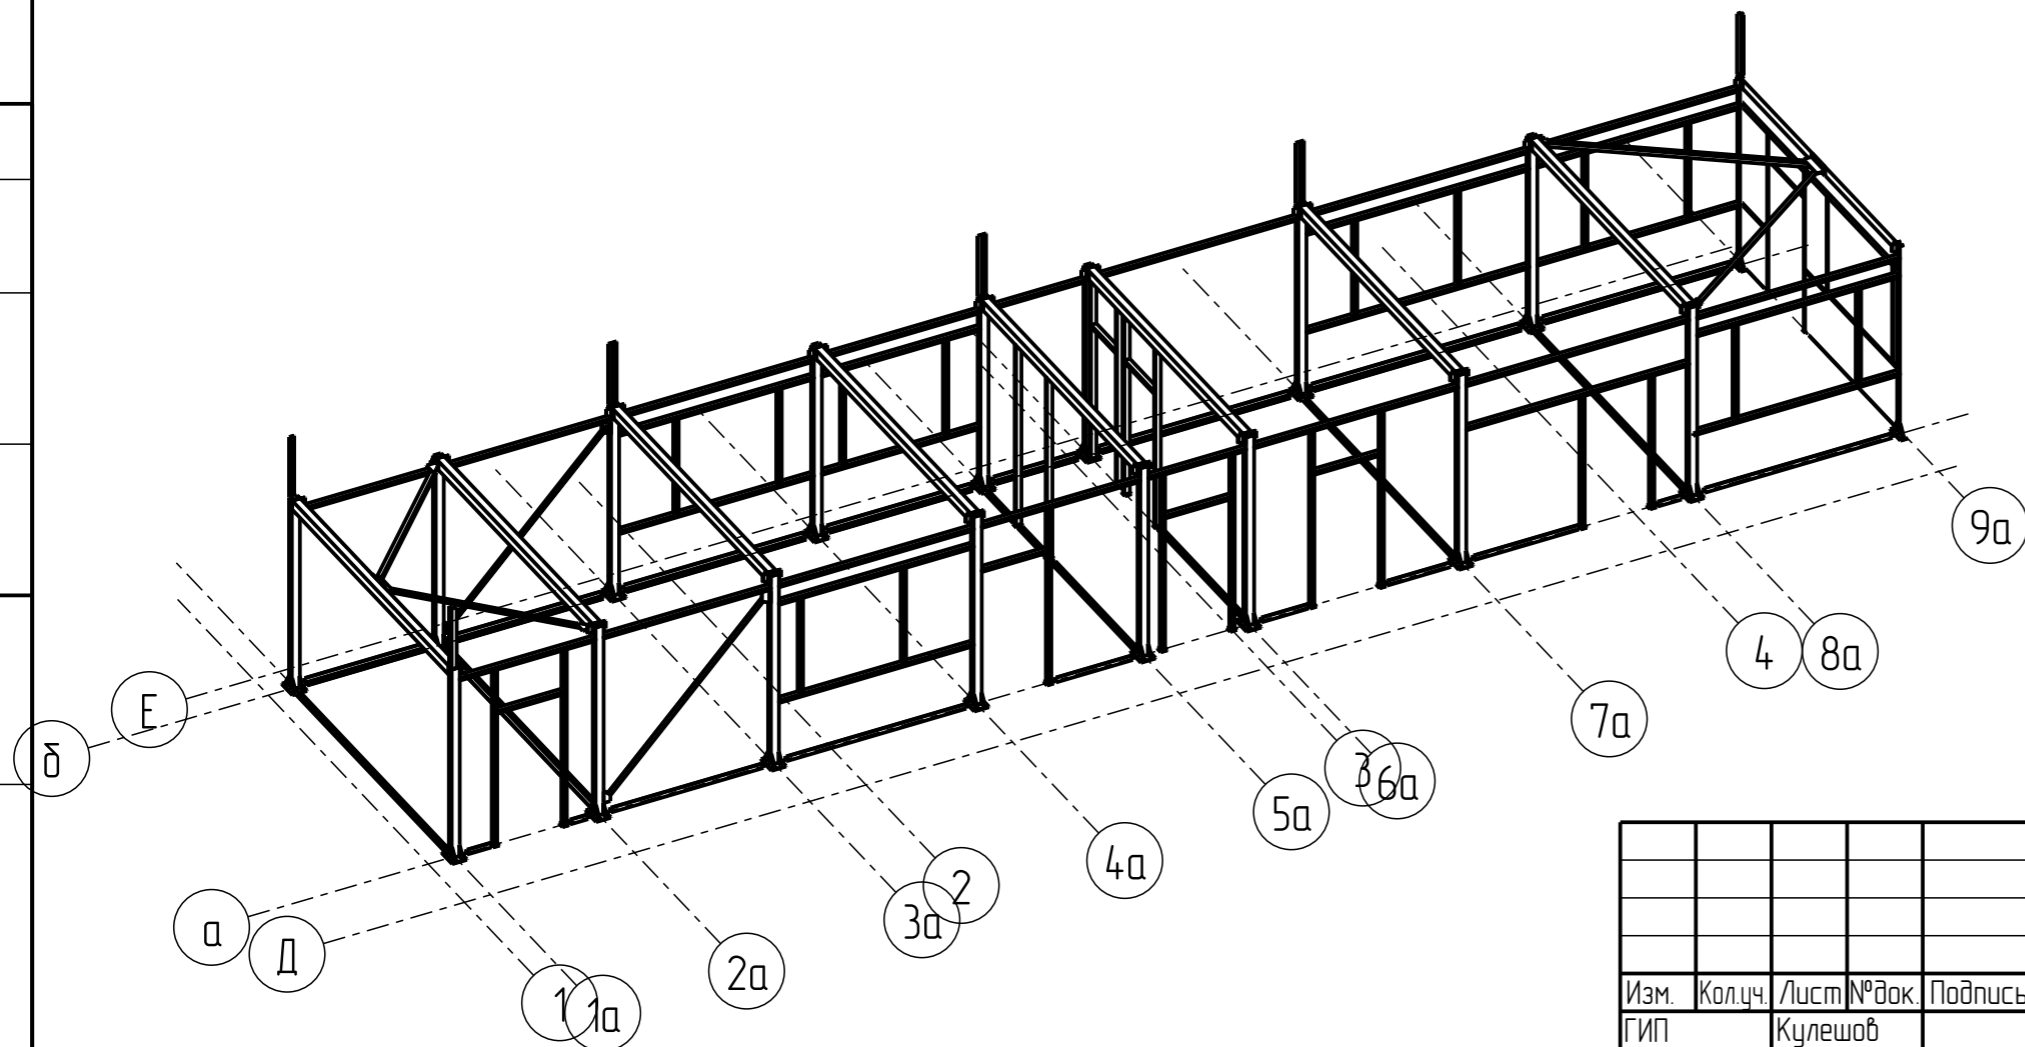 Е
б
а
Д
1
1а
2а
3а
2
4а
5а
3
6а
7а
4
8а
9а
Изм. Кол.уч. Лист №док. Подпись
ГИП Кулешов